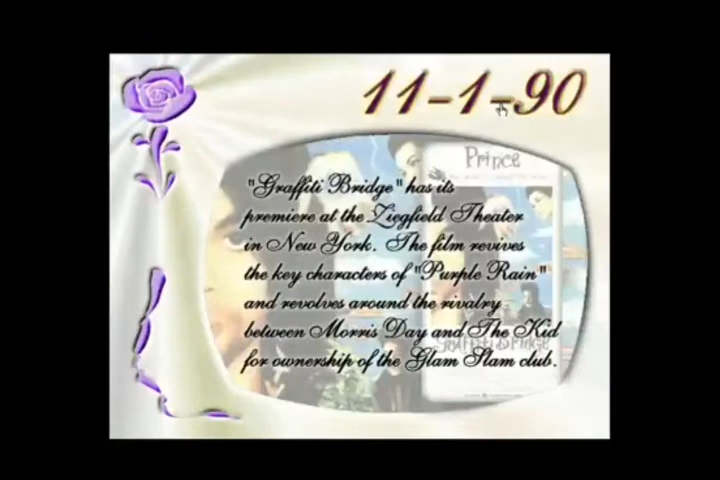 11-1-90
Prince
"Graffiti Bridge" has its
premiere at the Ziegfield Theater
in New York. The film revives
the key characters of "Purple Rain"
and revolves around the rivalry
between Morris Day and The Kid
for ownership of the Glam Slam club.
Graffiti Bridge